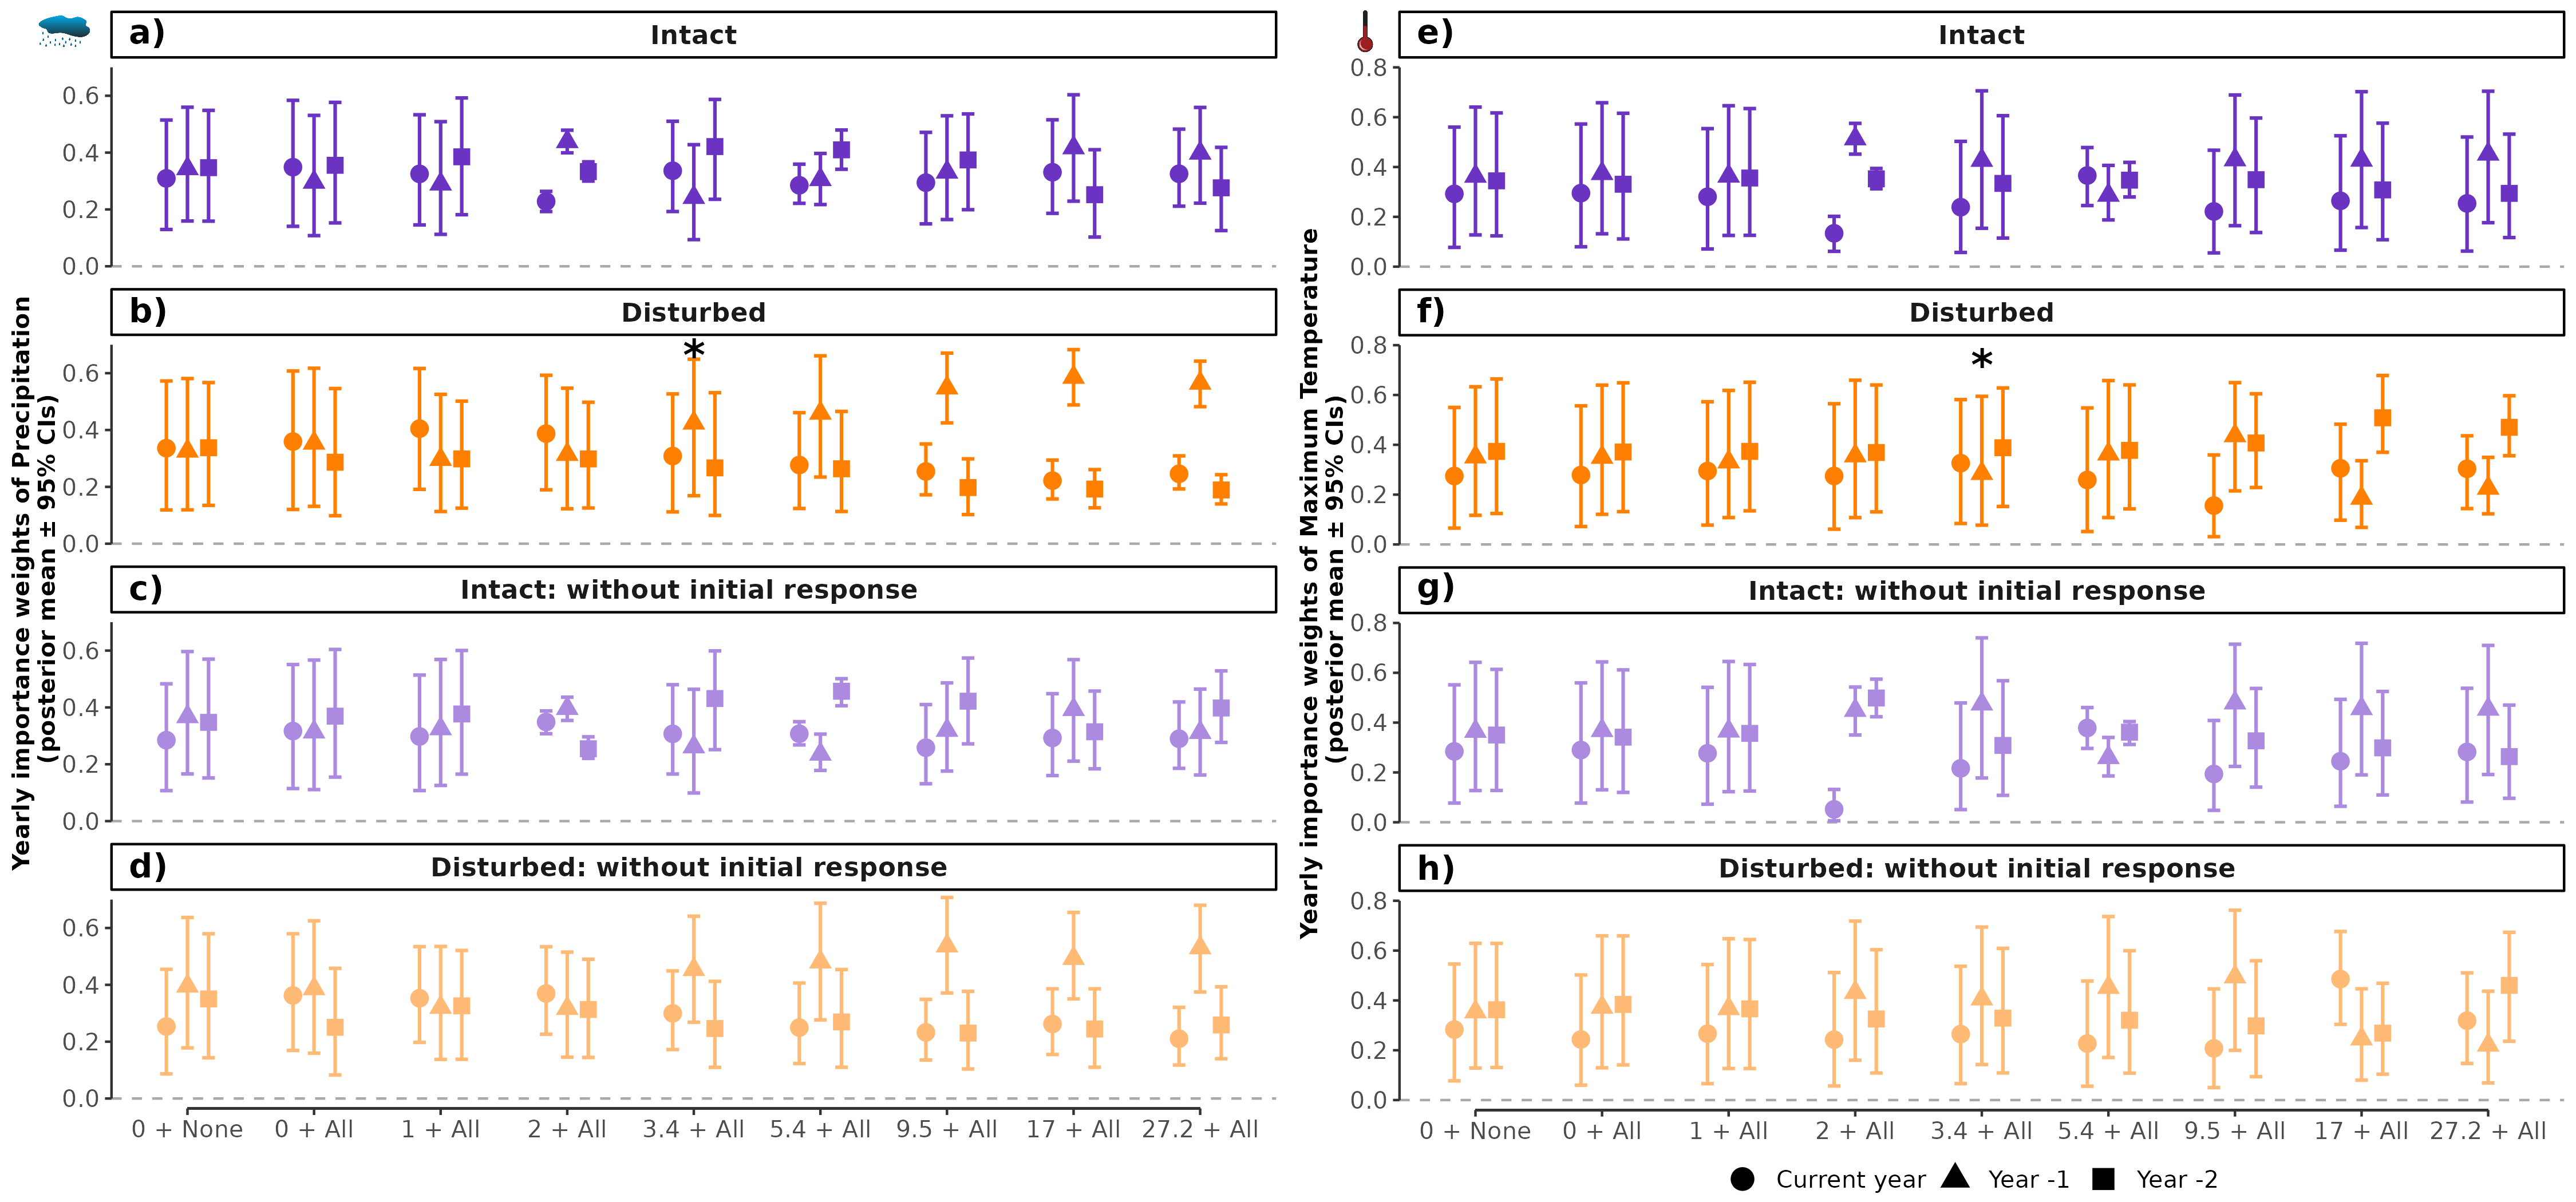 a) Intact
0.6
0.4
0.2
0.0
b) Disturbed
*
0.6
0.4
0.2
0.0
c) Intact: without initial response
0.6
0.4
0.2
0.0
d) Disturbed: without initial response
0.6
0.4
0.2
0.0
0 + None 0 + All 1 + All 2 + All 3.4 + All 5.4 + All 9.5 + All 17 + All 27.2 + All
Yearly importance weights of Precipitation
(posterior mean ± 95% CIs)
e) Intact
0.8
0.6
0.4
0.2
0.0
f) Disturbed
*
0.8
0.6
0.4
0.2
0.0
g) Intact: without initial response
0.8
0.6
0.4
0.2
0.0
h) Disturbed: without initial response
0.8
0.6
0.4
0.2
0.0
0 + None 0 + All 1 + All 2 + All 3.4 + All 5.4 + All 9.5 + All 17 + All 27.2 + All
Yearly importance weights of Maximum Temperature
(posterior mean ± 95% CIs)
Current year Year -1 Year -2